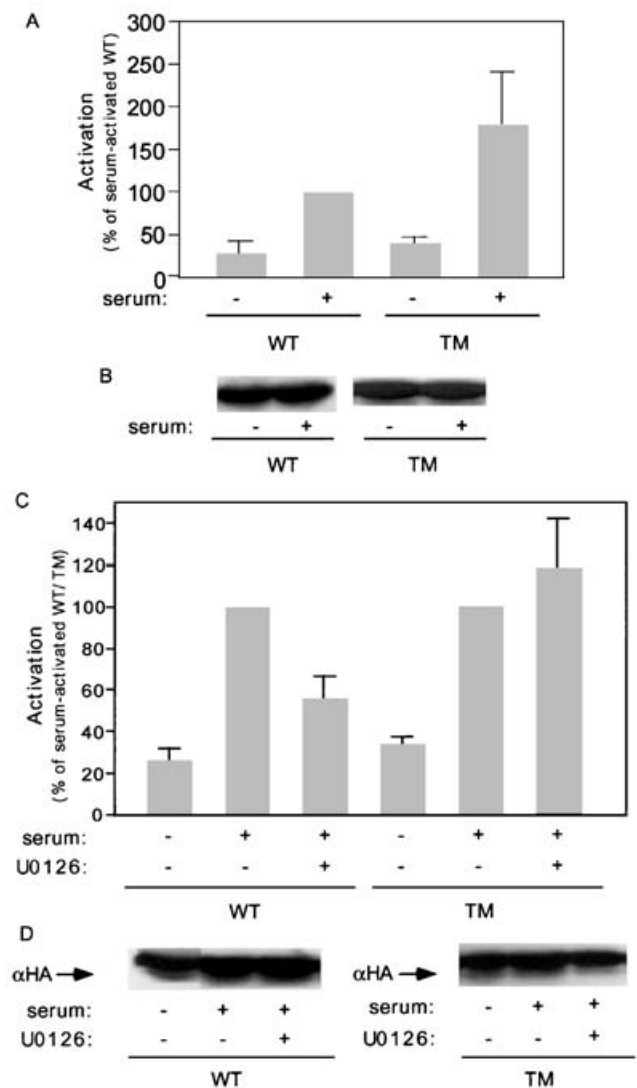 A
Activation
(% of serum-activated WT)
300
250
200
150
100
50
0
serum: - + - +
WT TM
B
serum: - + - +
WT TM
C
Activation
(% of serum-activated WT/TM)
140
120
100
80
60
40
20
0
serum: - + + - + +
U0126: - - + - - +
WT TM
D
αHA αHA
serum: - + + serum: - + +
U0126: - - + U0126: - - +
WT TM